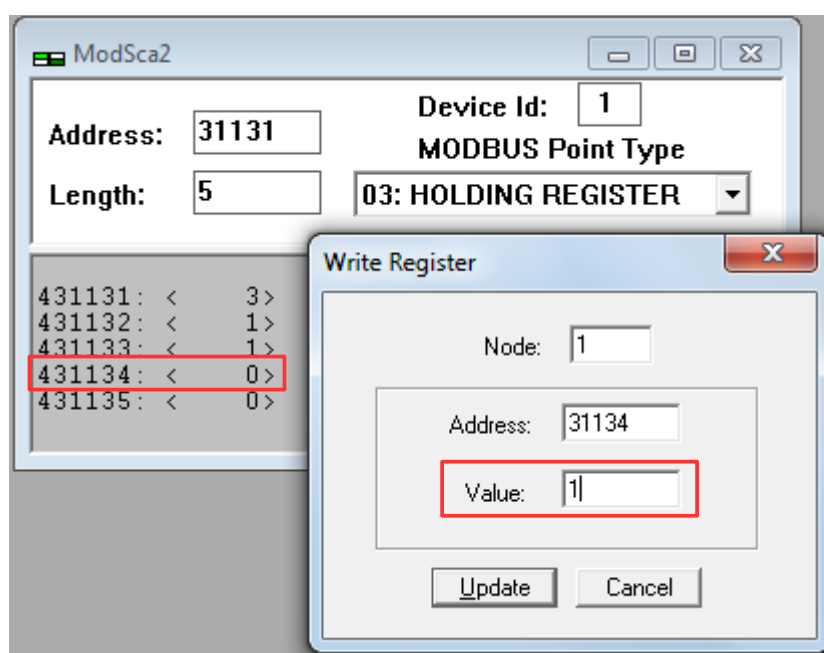 ModSca2
Address: 31131
Device Id: 1
MODBUS Point Type
Length: 5
03: HOLDING REGISTER
431131: < 3>
431132: < 1>
431133: < 1>
431134: < 0>
431135: < 0>
Write Register
Node: 1
Address: 31134
Value: 1
Update Cancel